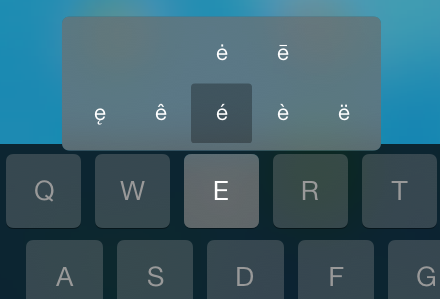 ė ē
ę ê é è ë
Q W E R T
A S D F G